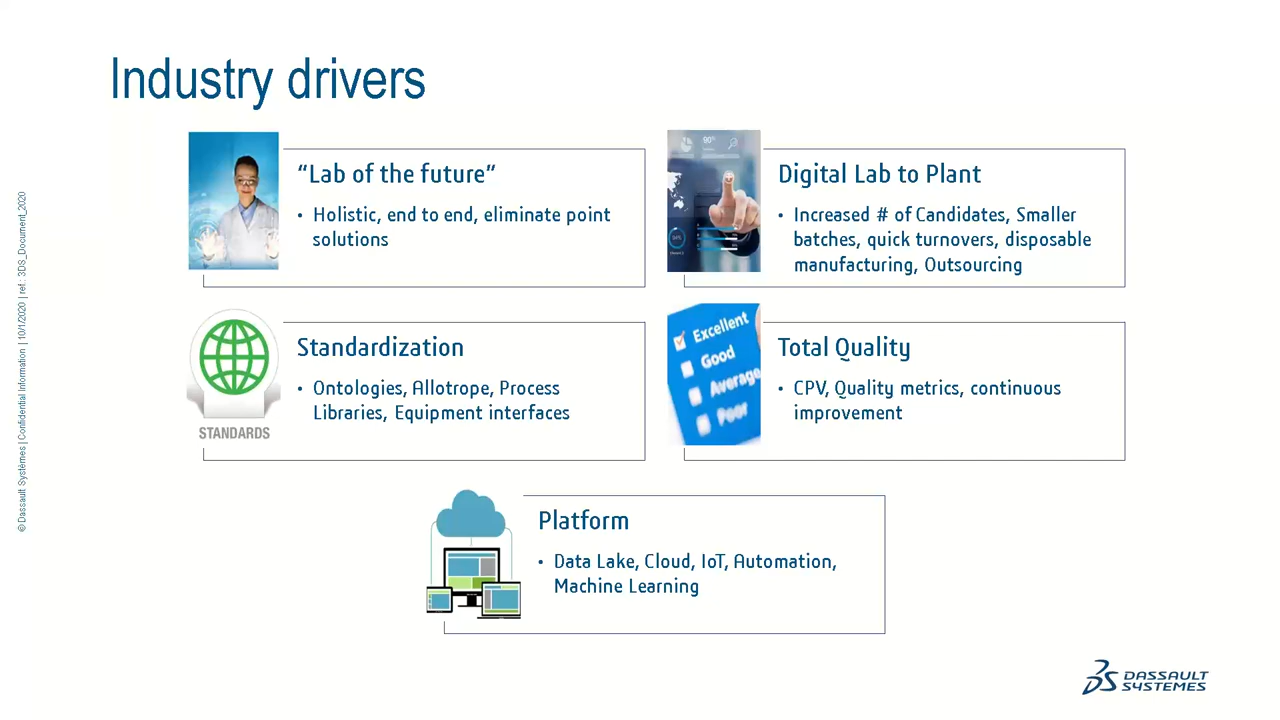 Industry drivers
“Lab of the future”
• Holistic, end to end, eliminate point
solutions
90°
Digital Lab to Plant
• Increased # of Candidates, Smaller
batches, quick turnovers, disposable
manufacturing, Outsourcing
STANDARDS
Standardization
• Ontologies, Allotrope, Process
Libraries, Equipment interfaces
Excellent
Good
Average
Poor
Total Quality
• CPV, Quality metrics, continuous
improvement
Platform
• Data Lake, Cloud, IoT, Automation,
Machine Learning
© Dassault Systèmes | Confidential Information | 10/1/2020 | ref.: 3DS_Document_2020
DASSAULT
SYSTEMES